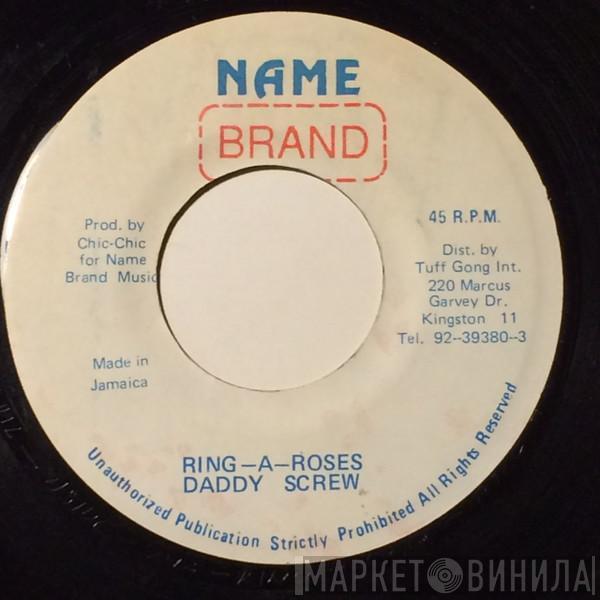 NAME
BRAND
Prod. by
Chic-Chic
for Name
Brand Music
45 R.P.M.
Dist. by
Tuff Gong Int.
220 Marcus
Garvey Dr.
Kingston 11
Tel. 92--39380--3
Made in
Jamaica
RING-A-ROSES
DADDY SCREW
Unauthorized Publication Strictly Prohibited All Rights Reserved
МАРКЕТ ВИНИЛА